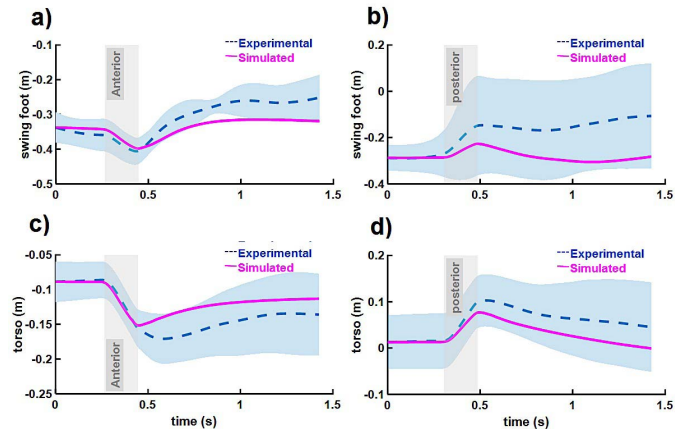 a)
-0.1
-0.2
-0.3
-0.4
-0.5
swing foot (m)
Anterior
Experimental
Simulated
0
0.5
1
1.5
b)
0.2
0
-0.2
-0.4
swing foot (m)
posterior
Experimental
Simulated
0
0.5
1
1.5
c)
-0.05
-0.1
-0.15
-0.2
-0.25
torso (m)
Anterior
Experimental
Simulated
0
0.5
1
1.5
time (s)
d)
0.2
0.1
0
-0.1
torso (m)
posterior
Experimental
Simulated
0
0.5
1
1.5
time (s)